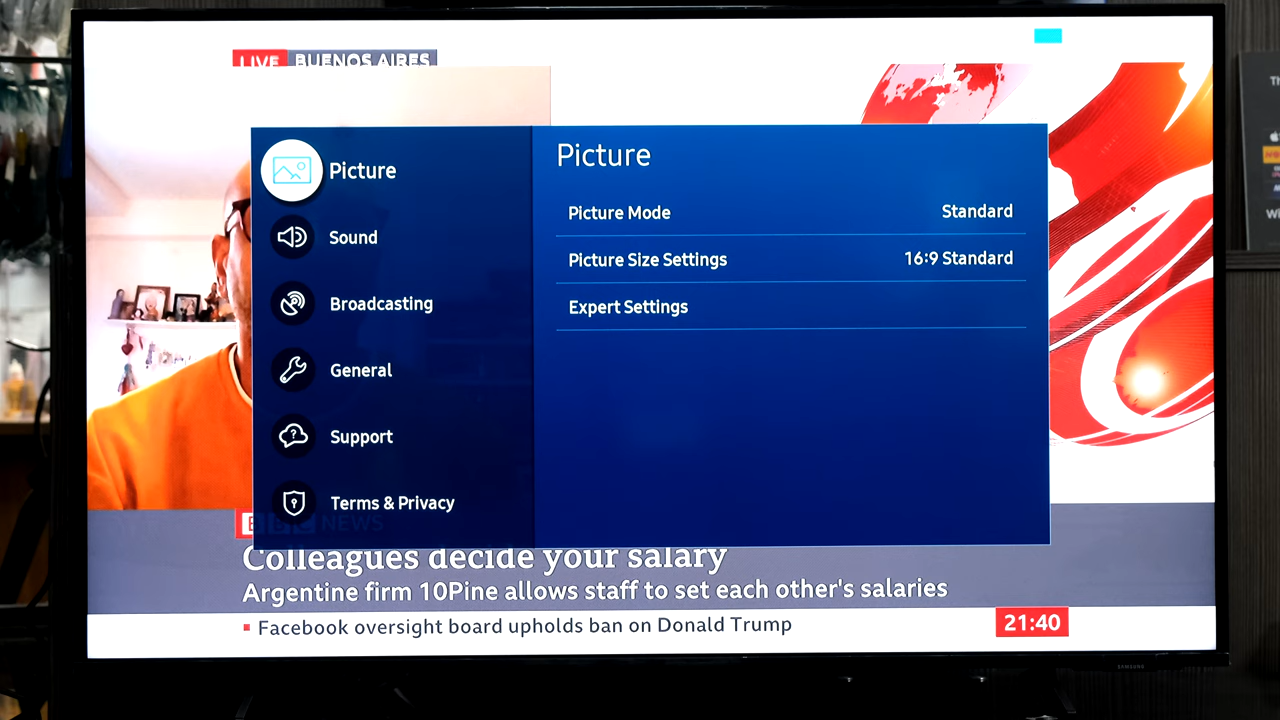 LIVE BUENOS AIRES
Picture
Sound
Broadcasting
General
Support
Terms & Privacy
Picture
Picture Mode Standard
Picture Size Settings 16:9 Standard
Expert Settings
BBC NEWS
Colleagues decide your salary
Argentine firm 10Pine allows staff to set each other's salaries
Facebook oversight board upholds ban on Donald Trump
21:40
SAMSUNG